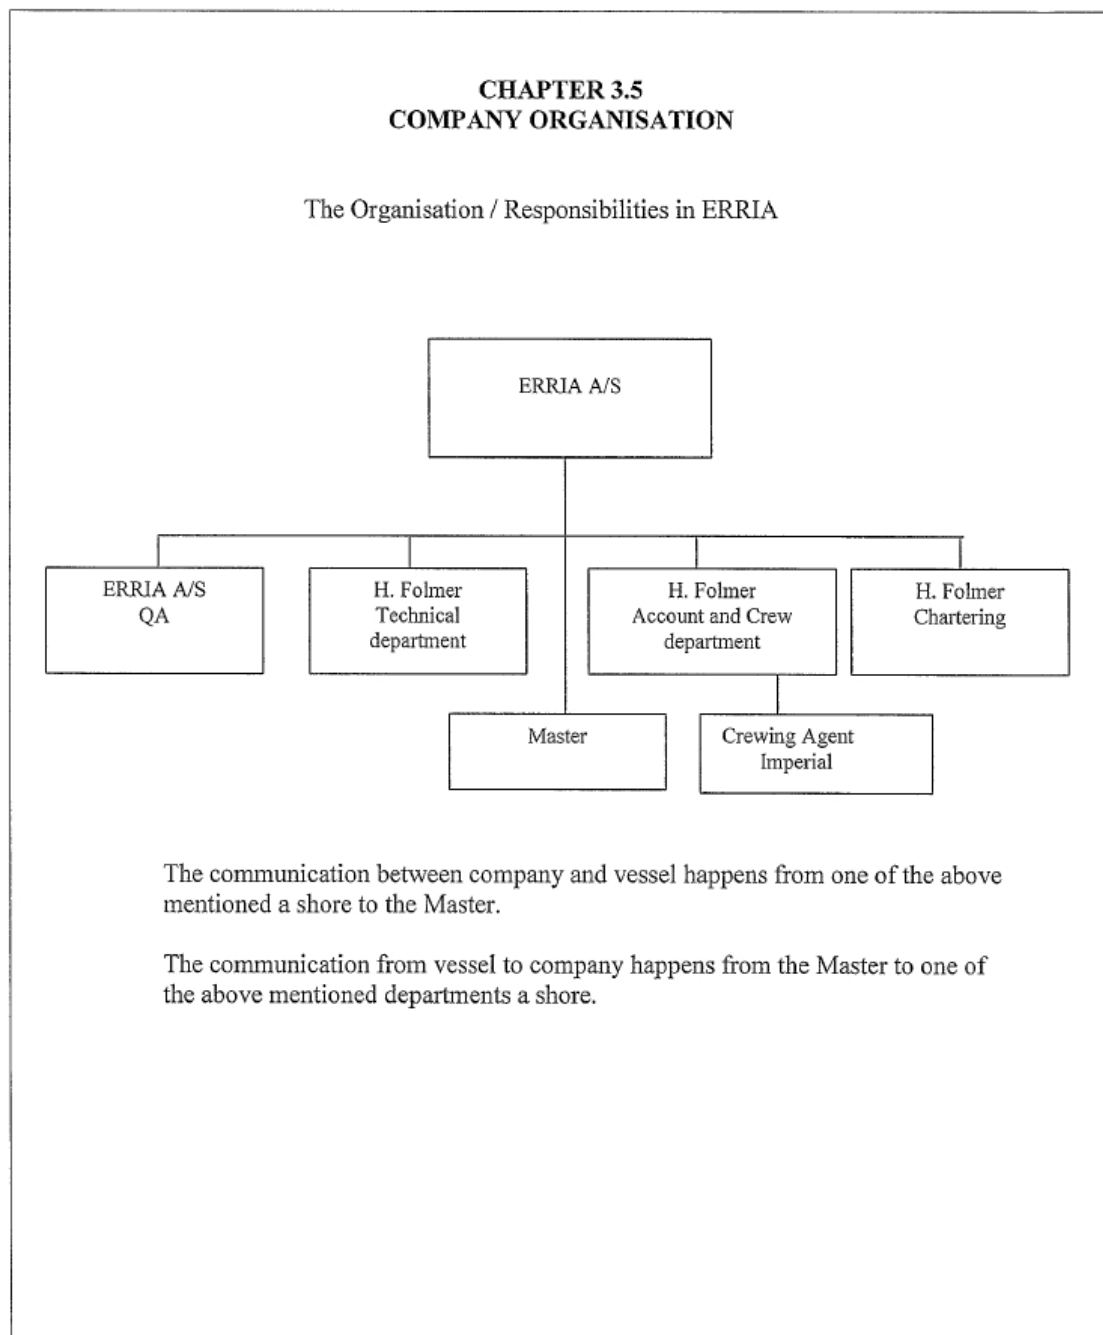 CHAPTER 3.5
COMPANY ORGANISATION
The Organisation / Responsibilities in ERRIA
ERRIA A/S
ERRIA A/S
QA
H. Folmer
Technical
department
H. Folmer
Account and Crew
department
H. Folmer
Chartering
Master
Crewing Agent
Imperial
The communication between company and vessel happens from one of the above
mentioned a shore to the Master.
The communication from vessel to company happens from the Master to one of
the above mentioned departments a shore.